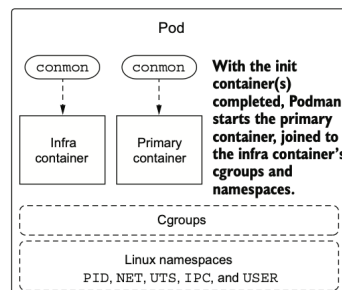 Pod
conmon
conmon
With the init
container(s)
completed, Podman
starts the primary
container, joined to
the infra container's
cgroups and
namespaces.
Infra
container
Primary
container
Cgroups
Linux namespaces
PID, NET, UTS, IPC, and USER